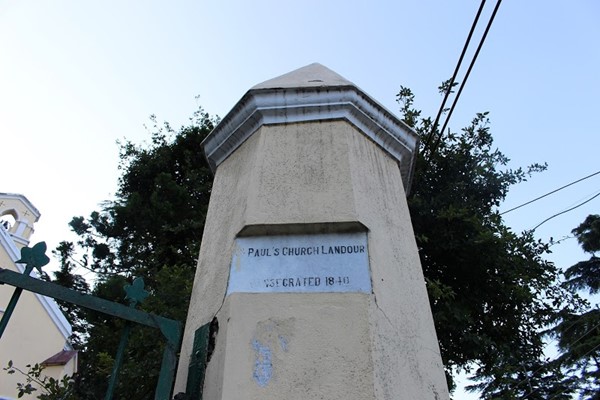 PAUL'S CHURCH LANDOUR
NSECRATED 1840